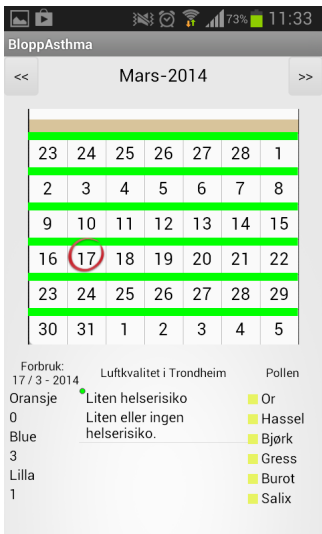 73% 11:33
BloppAsthma
<< Mars-2014 >>
23 24 25 26 27 28 1
2 3 4 5 6 7 8
9 10 11 12 13 14 15
16 17 18 19 20 21 22
23 24 25 26 27 28 29
30 31 1 2 3 4 5
Forbruk:
17 / 3 - 2014
Oransje
0
Blue
3
Lilla
1
Luftkvalitet i Trondheim
Liten helserisiko
Liten eller ingen
helserisiko.
Pollen
Or
Hassel
Bjørk
Gress
Burot
Salix